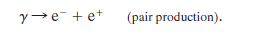 γ → e⁻ + e⁺ (pair production).